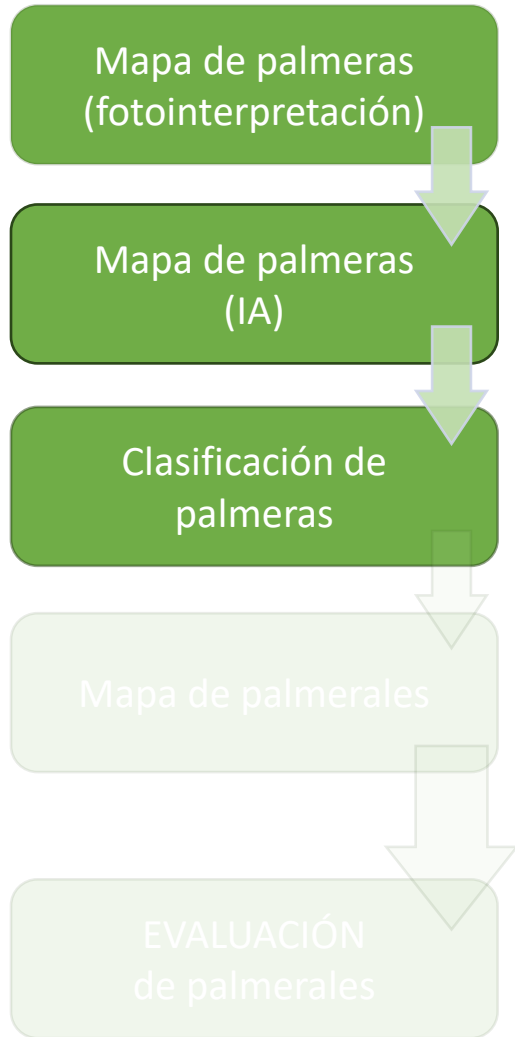 Mapa de palmeras
(fotointerpretación)
Mapa de palmeras
(IA)
Clasificación de
palmeras
Mapa de palmerales
EVALUACIÓN
de palmerales